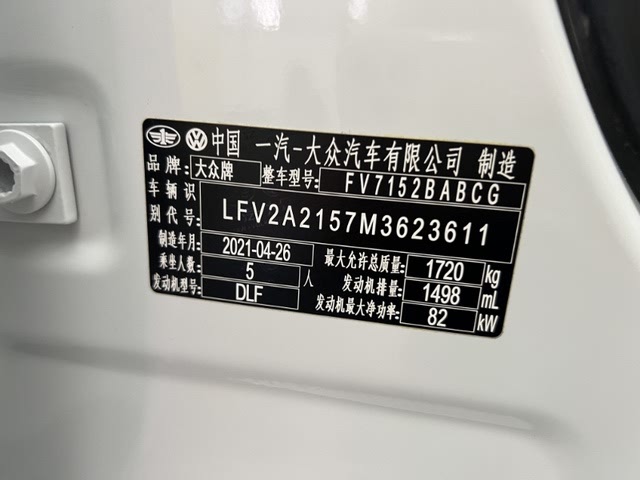 中国 一汽-大众汽车有限公司 制造
品牌: 大众牌 整车型号: FV7152BABCG
车辆识别代号: LFV2A2157M3623611
制造年月: 2021-04-26 最大允许总质量: 1720 kg
乘坐人数: 5 人 发动机排量: 1498 mL
发动机型号: DLF 发动机最大净功率: 82 kW